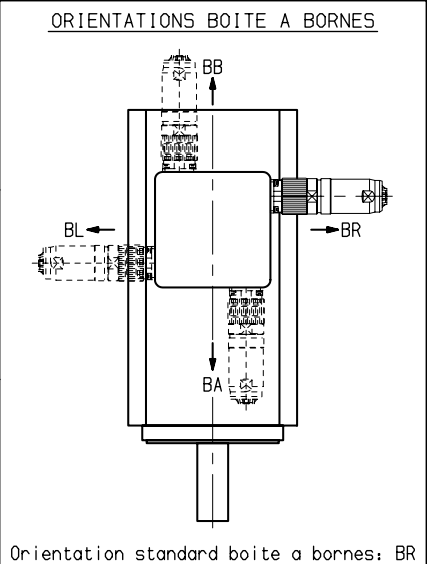 ORIENTATIONS BOITE A BORNES
BB
BL
BR
BA
Orientation standard boite a bornes: BR